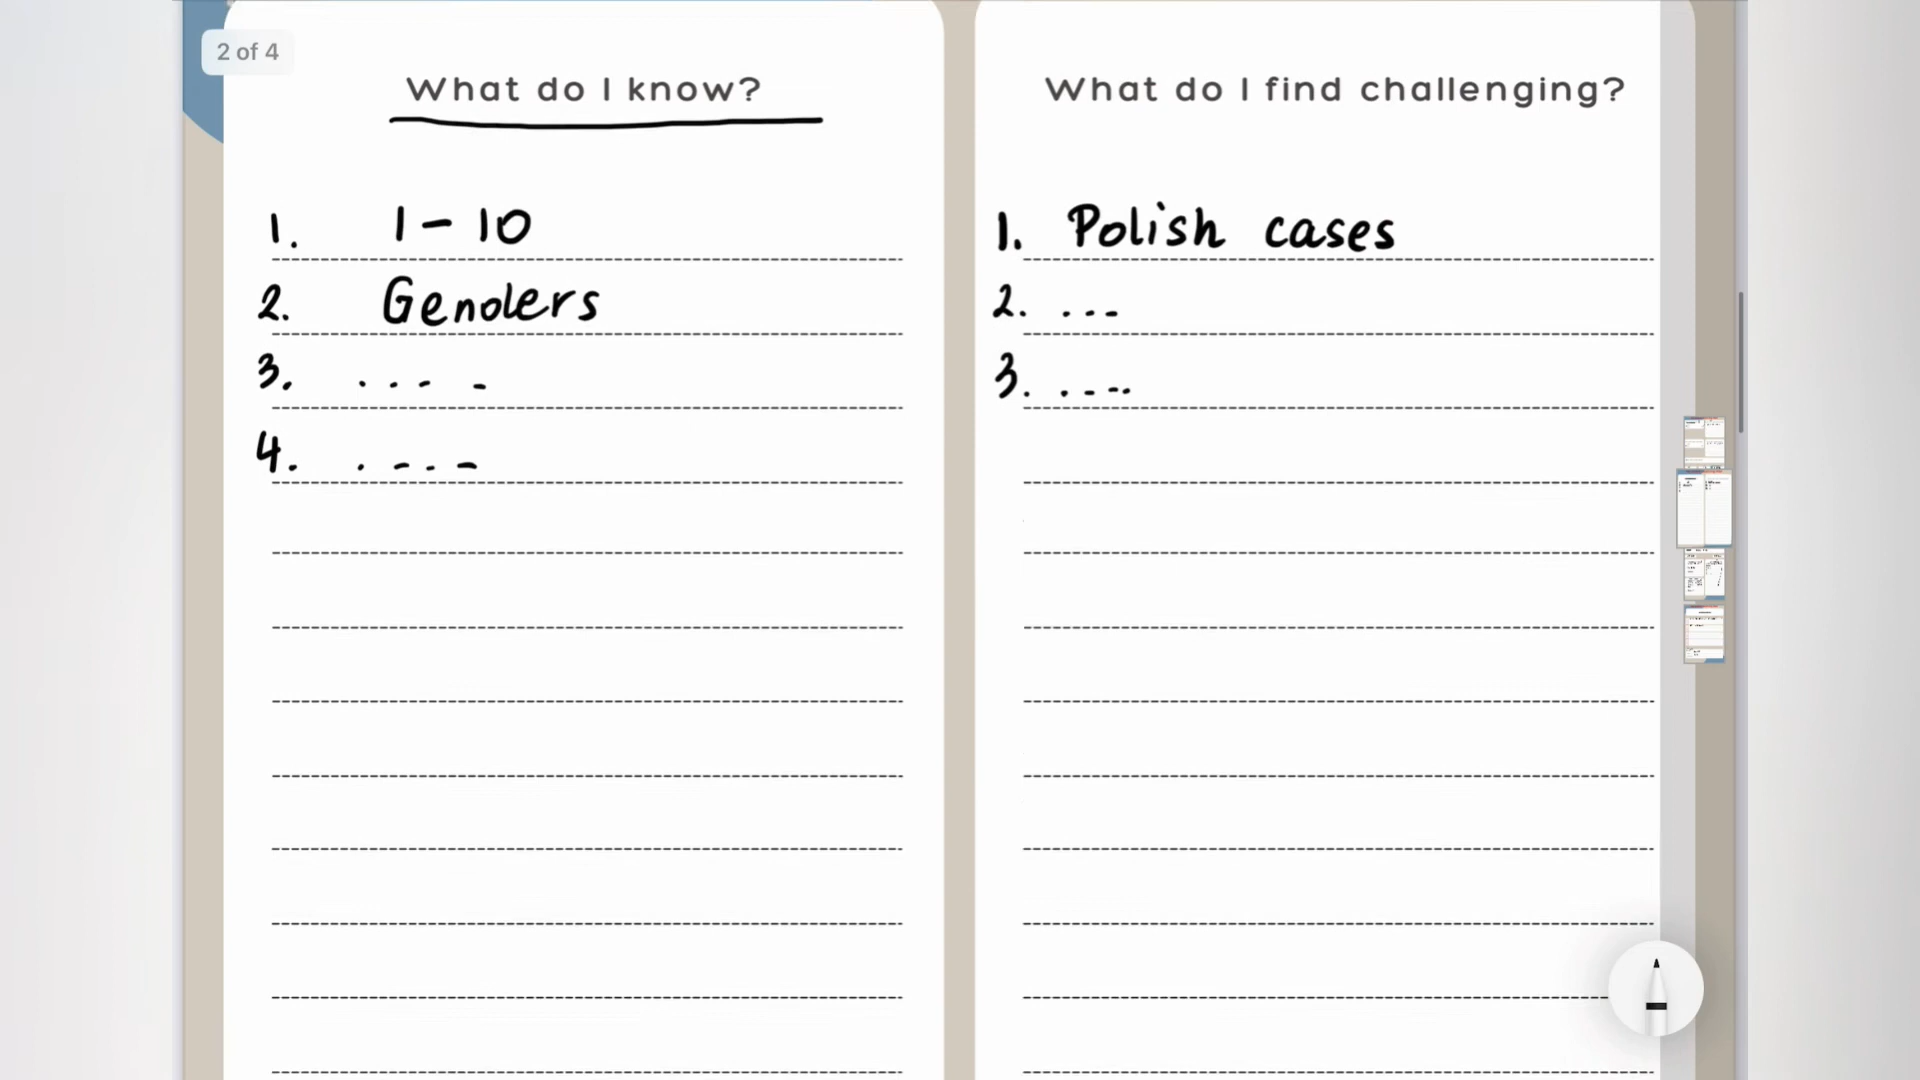 2 of 4
What do I know?
1. 1-10
2. Genders
3. ... -
4. . - . -
What do I find challenging?
1. Polish cases
2. ...
3. ....